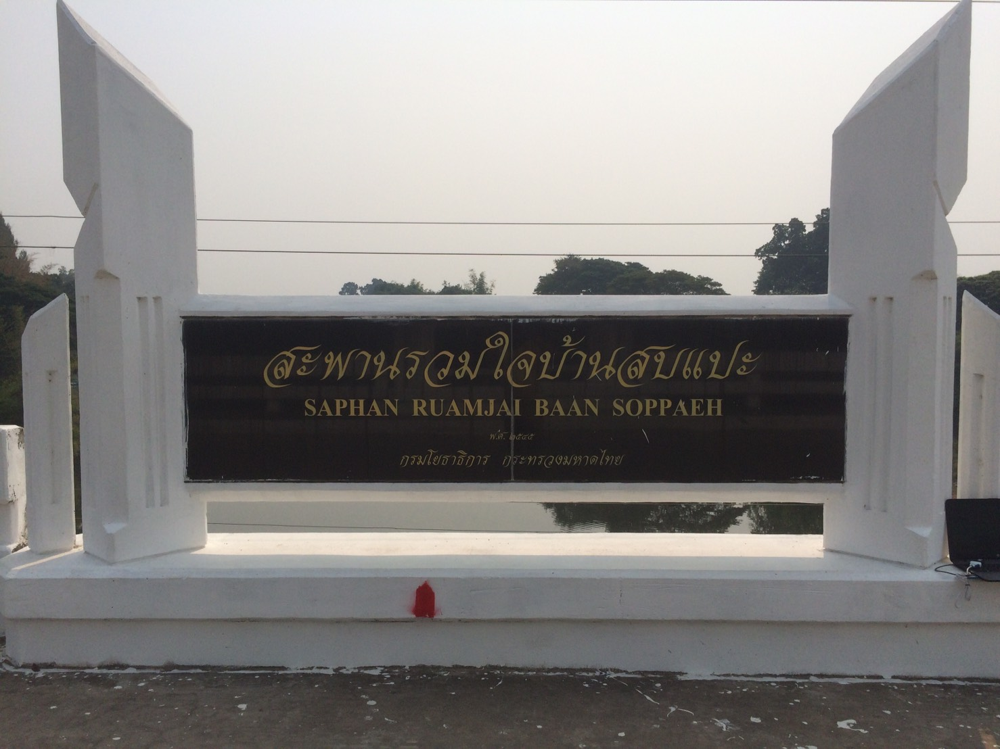 สะพานรวมใจบ้านสบแปะ
SAPHAN RUAMJAI BAAN SOPPAEH
พ.ศ. ๒๕๔๕
กรมโยธาธิการ กระทรวงมหาดไทย